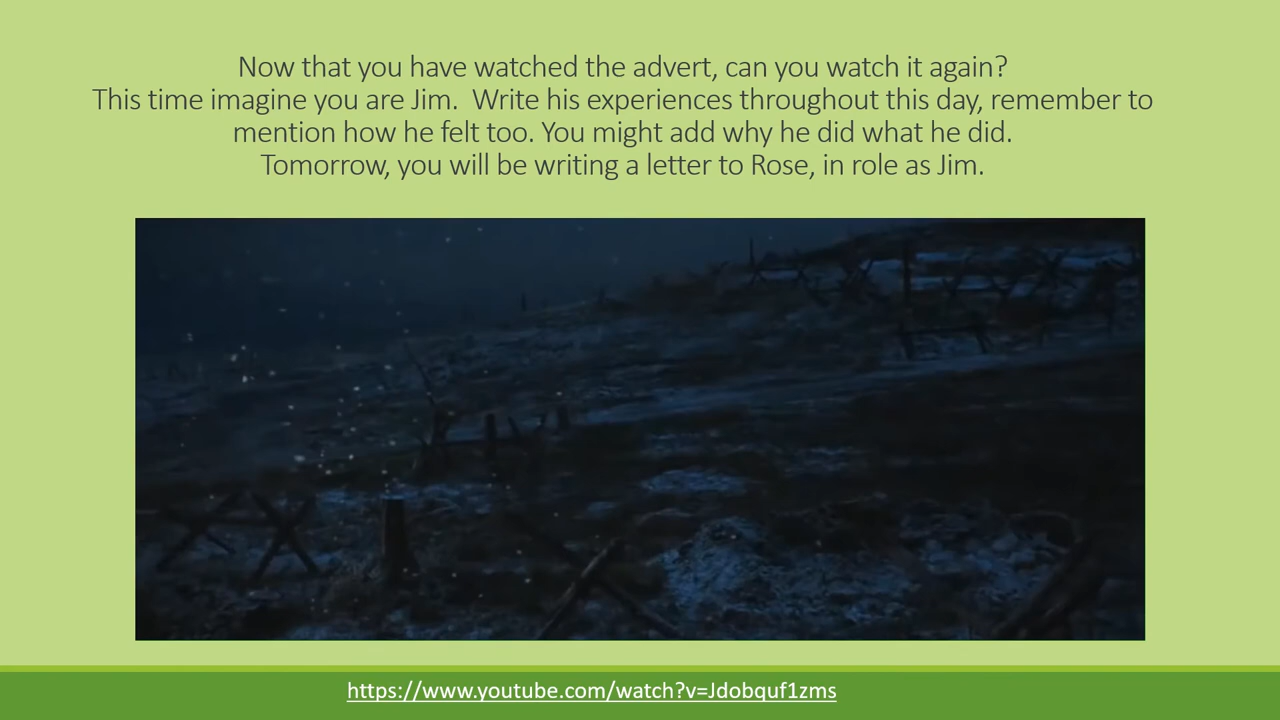 Now that you have watched the advert, can you watch it again?
This time imagine you are Jim.  Write his experiences throughout this day, remember to
mention how he felt too. You might add why he did what he did.
Tomorrow, you will be writing a letter to Rose, in role as Jim.
https://www.youtube.com/watch?v=Jdobquf1zms